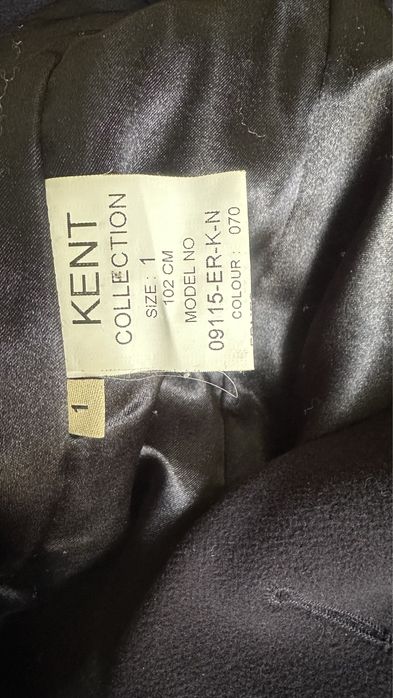 KENT
COLLECTION
SiZE : 1
102 CM
MODEL NO
09115-ER-K-N
COLOUR : 070
1